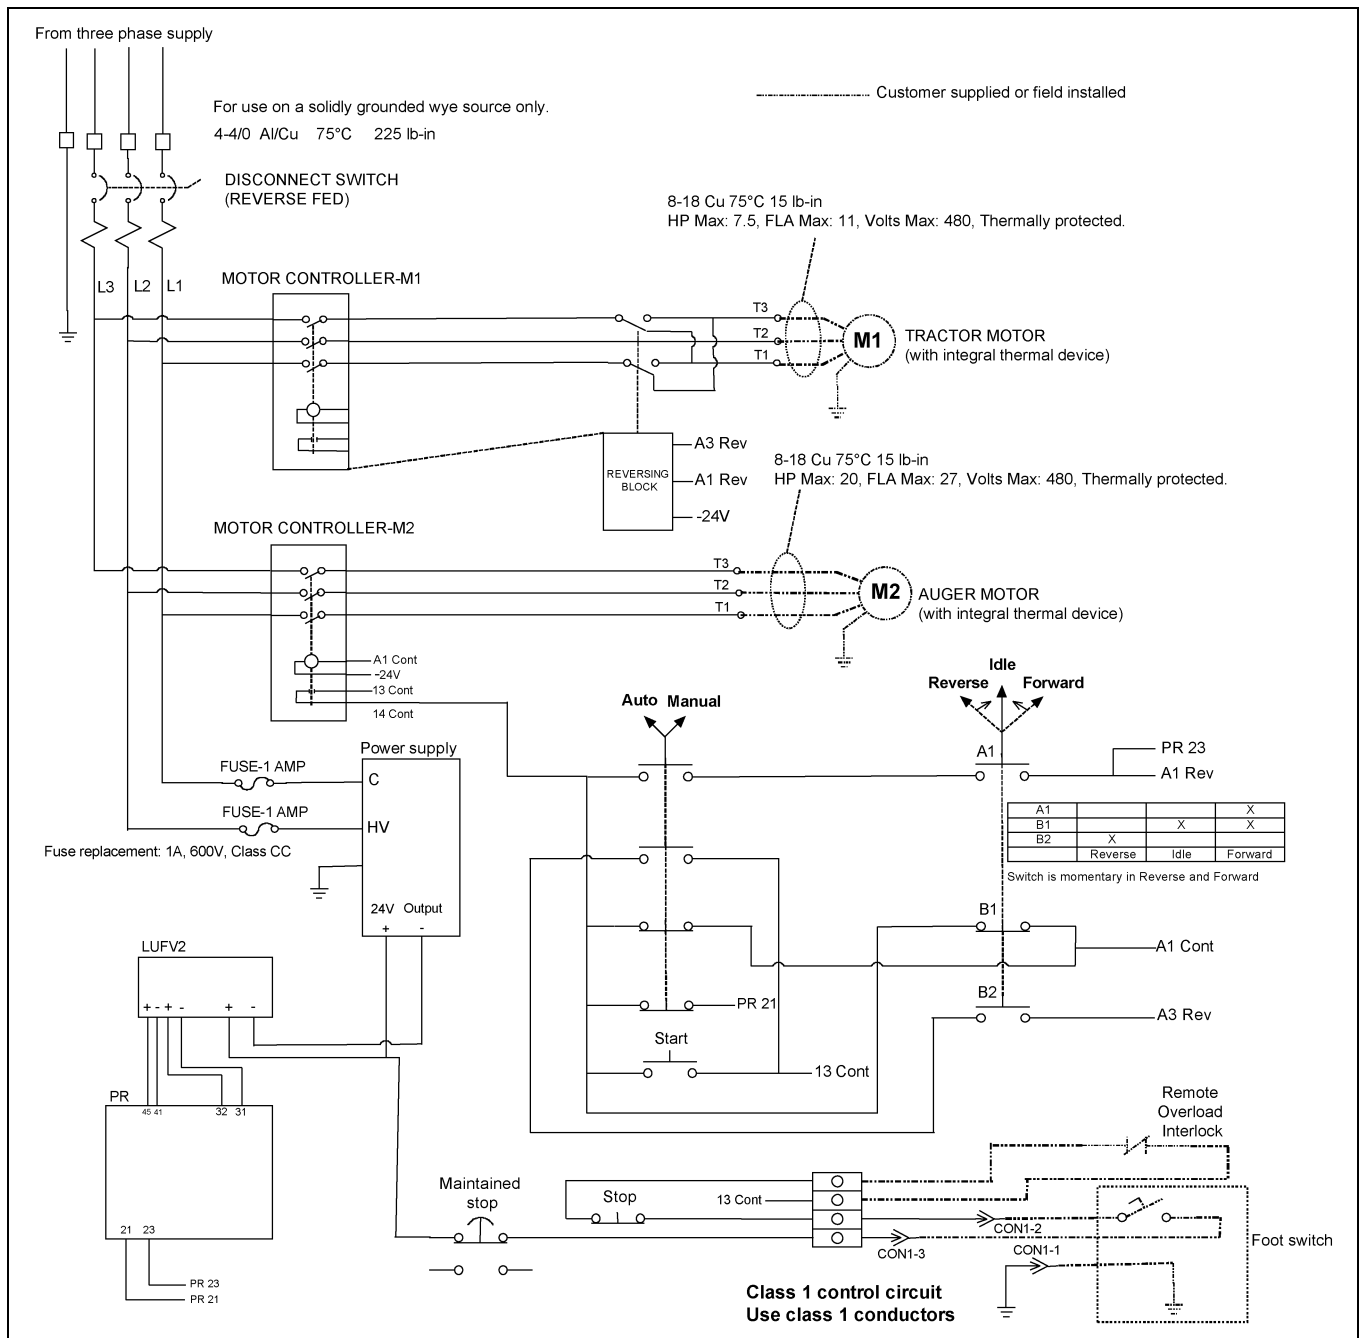 From three phase supply
For use on a solidly grounded wye source only.
4-4/0 Al/Cu 75°C 225 lb-in
Customer supplied or field installed
DISCONNECT SWITCH
(REVERSE FED)
8-18 Cu 75°C 15 lb-in
HP Max: 7.5, FLA Max: 11, Volts Max: 480, Thermally protected.
L3 L2 L1
MOTOR CONTROLLER-M1
T3
T2
T1
M1
TRACTOR MOTOR
(with integral thermal device)
REVERSING
BLOCK
A3 Rev
A1 Rev
-24V
8-18 Cu 75°C 15 lb-in
HP Max: 20, FLA Max: 27, Volts Max: 480, Thermally protected.
MOTOR CONTROLLER-M2
T3
T2
T1
M2
AUGER MOTOR
(with integral thermal device)
A1 Cont
-24V
13 Cont
14 Cont
Auto Manual
Idle
Reverse Forward
Power supply
FUSE-1 AMP
C
FUSE-1 AMP
HV
Fuse replacement: 1A, 600V, Class CC
24V Output
+ -
A1
PR 23
A1 Rev
A1 X
B1 X X
B2 X
Reverse Idle Forward
Switch is momentary in Reverse and Forward
B1
A1 Cont
B2
A3 Rev
PR 21
Start
13 Cont
LUFV2
+ - + - + -
PR
45 41 32 31
21 23
PR 23
PR 21
Maintained
stop
Stop
13 Cont
Remote
Overload
Interlock
CON1-2
CON1-3
CON1-1
Foot switch
Class 1 control circuit
Use class 1 conductors